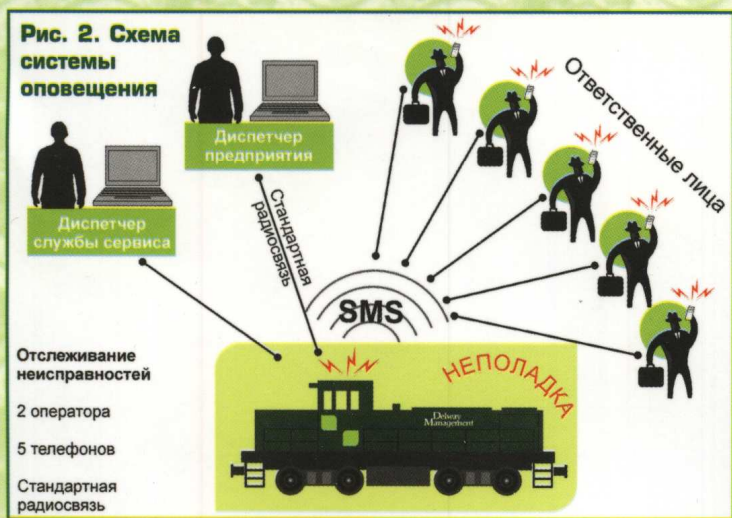 Рис. 2. Схема
системы
оповещения
Диспетчер
предприятия
Диспетчер
службы сервиса
Стандартная
радиосвязь
Ответственные лица
SMS
НЕПОЛАДКА
Delway
Management
Отслеживание
неисправностей
2 оператора
5 телефонов
Стандартная
радиосвязь